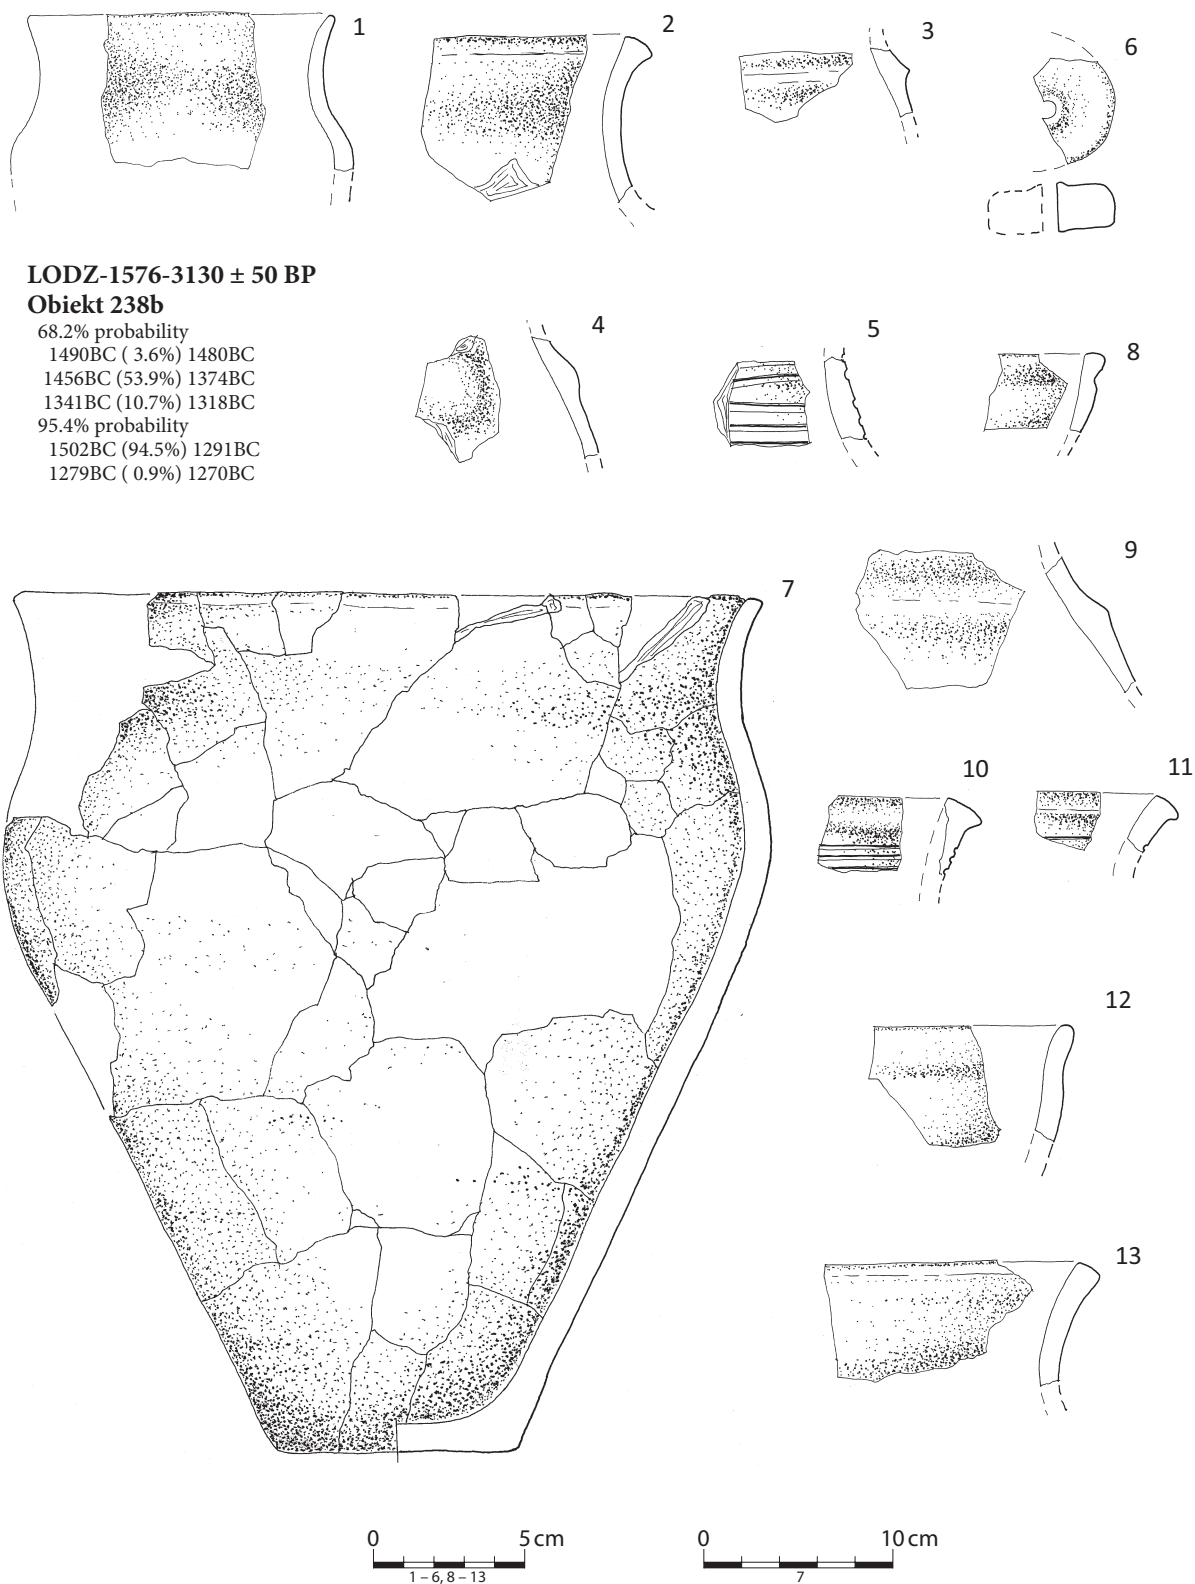 1
2
3
6
LODZ-1576-3130 ± 50 BP
Obiekt 238b
68.2% probability
1490BC ( 3.6%) 1480BC
1456BC (53.9%) 1374BC
1341BC (10.7%) 1318BC
95.4% probability
1502BC (94.5%) 1291BC
1279BC ( 0.9%) 1270BC
4
5
8
9
7
10
11
12
13
0 5 cm
1 – 6, 8 – 13
0 10 cm
7